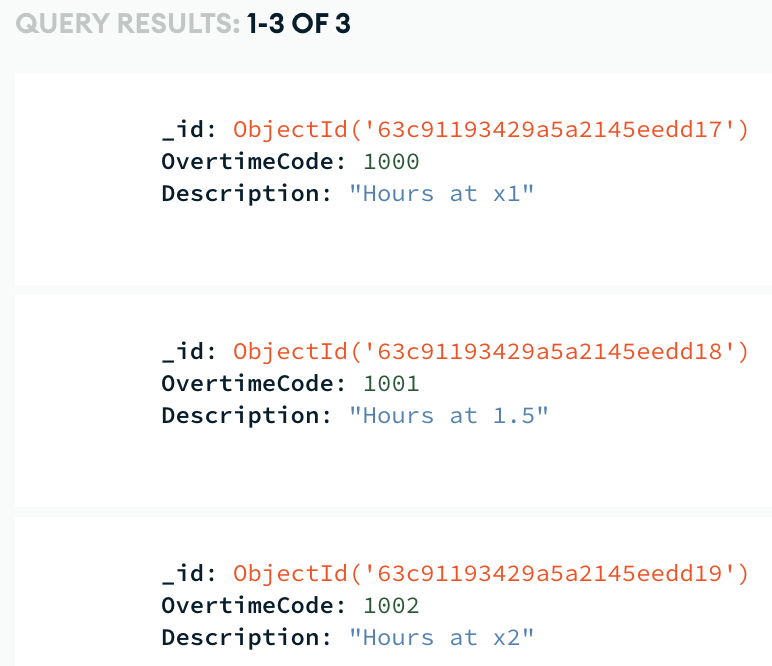 QUERY RESULTS: 1-3 OF 3
_id: ObjectId('63c91193429a5a2145eedd17')
OvertimeCode: 1000
Description: "Hours at x1"
_id: ObjectId('63c91193429a5a2145eedd18')
OvertimeCode: 1001
Description: "Hours at 1.5"
_id: ObjectId('63c91193429a5a2145eedd19')
OvertimeCode: 1002
Description: "Hours at x2"